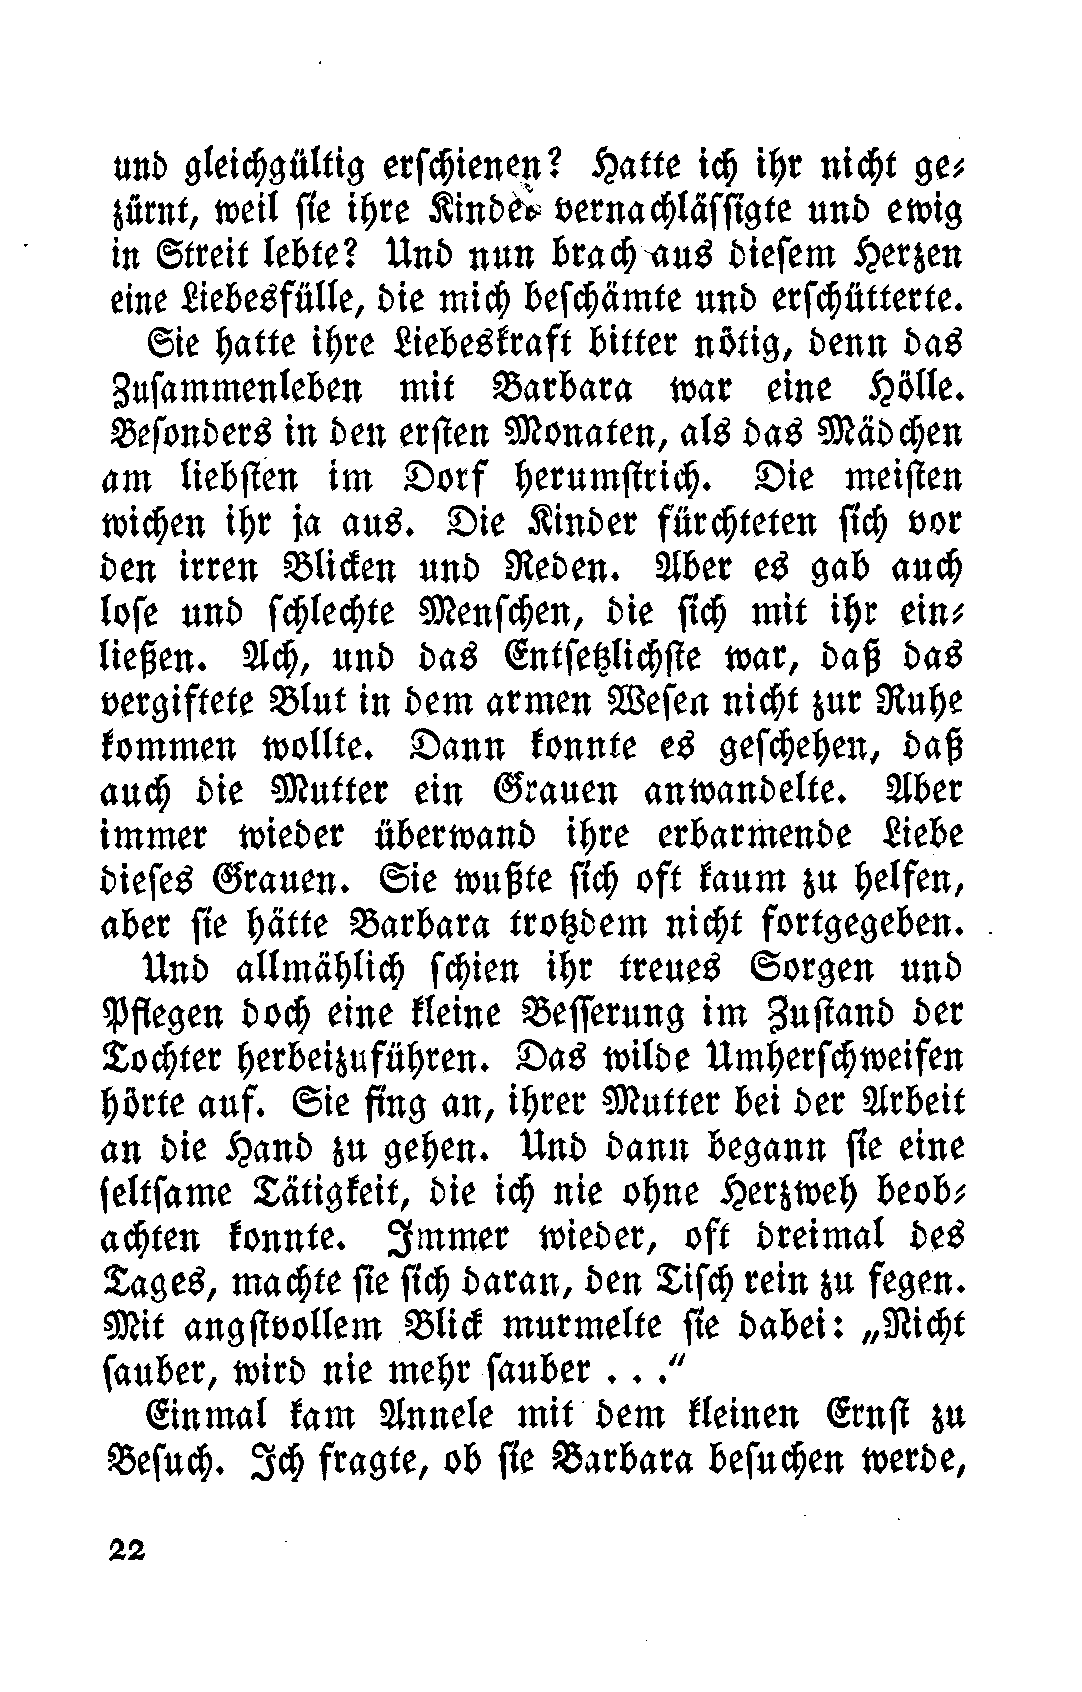 und gleichgültig erschienen? Hatte ich ihr nicht ge-
zürnt, weil sie ihre Kinder vernachlässigte und ewig
in Streit lebte? Und nun brach aus diesem Herzen
eine Liebesfülle, die mich beschämte und erschütterte.
Sie hatte ihre Liebeskraft bitter nötig, denn das
Zusammenleben mit Barbara war eine Hölle.
Besonders in den ersten Monaten, als das Mädchen
am liebsten im Dorf herumstrich. Die meisten
wichen ihr ja aus. Die Kinder fürchteten sich vor
den irren Blicken und Reden. Aber es gab auch
lose und schlechte Menschen, die sich mit ihr ein-
ließen. Ach, und das Entsetzlichste war, daß das
vergiftete Blut in dem armen Wesen nicht zur Ruhe
kommen wollte. Dann konnte es geschehen, daß
auch die Mutter ein Grauen anwandelte. Aber
immer wieder überwand ihre erbarmende Liebe
dieses Grauen. Sie wußte sich oft kaum zu helfen,
aber sie hätte Barbara trotzdem nicht fortgegeben.
Und allmählich schien ihr treues Sorgen und
Pflegen doch eine kleine Besserung im Zustand der
Tochter herbeizuführen. Das wilde Umherschweifen
hörte auf. Sie fing an, ihrer Mutter bei der Arbeit
an die Hand zu gehen. Und dann begann sie eine
seltsame Tätigkeit, die ich nie ohne Herzweh beob-
achten konnte. Immer wieder, oft dreimal des
Tages, machte sie sich daran, den Tisch rein zu fegen.
Mit angstvollem Blick murmelte sie dabei: „Nicht
sauber, wird nie mehr sauber . . ."
Einmal kam Annele mit dem kleinen Ernst zu
Besuch. Ich fragte, ob sie Barbara besuchen werde,
22